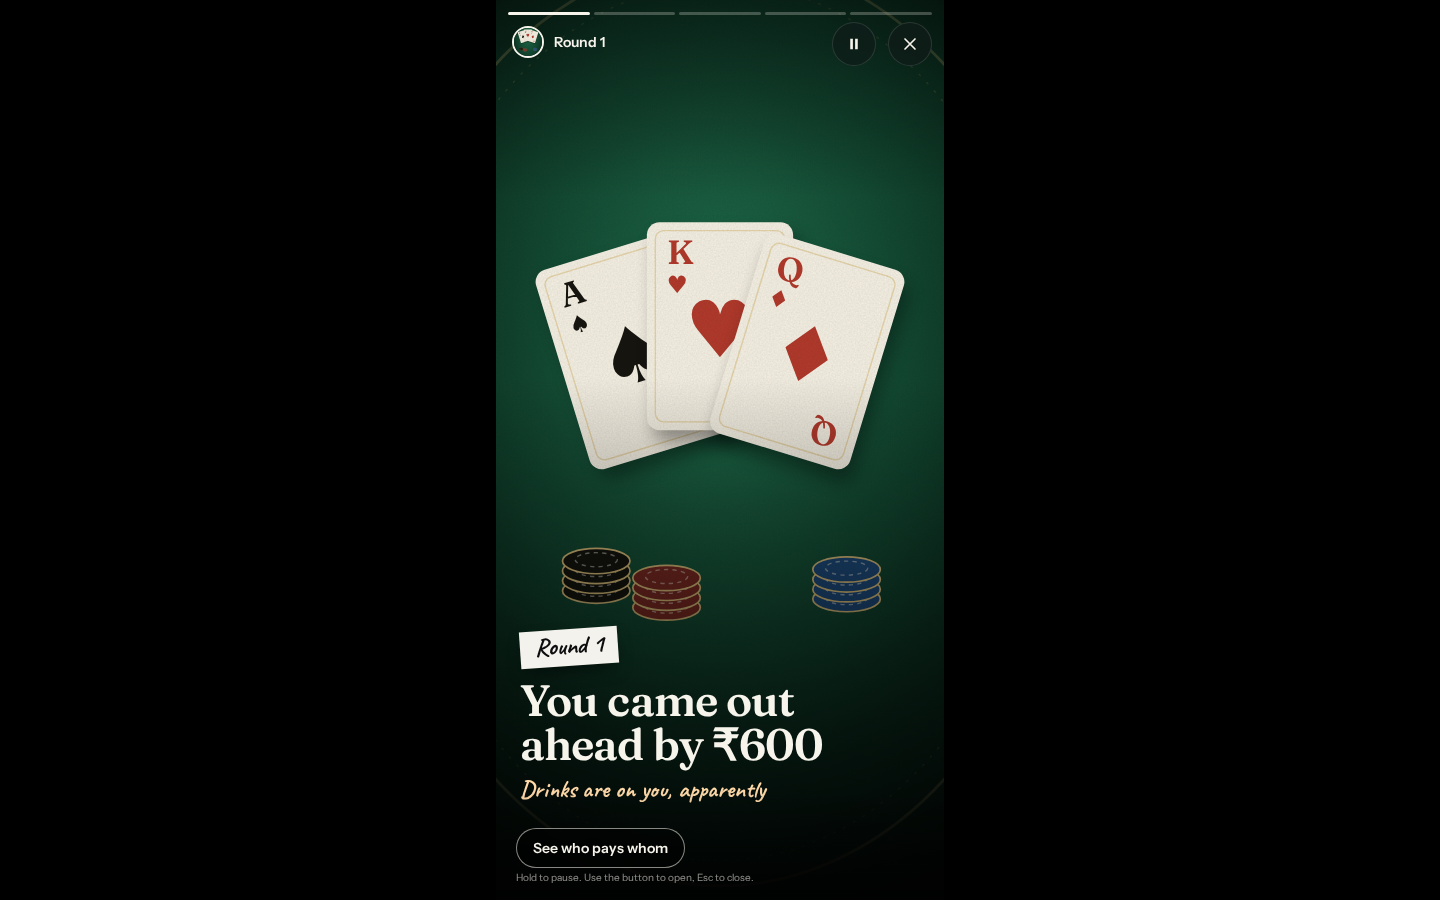 Round 1
K
Q
A
Q
Round 1
You came out
ahead by ₹600
Drinks are on you, apparently
See who pays whom
Hold to pause. Use the button to open. Esc to close.